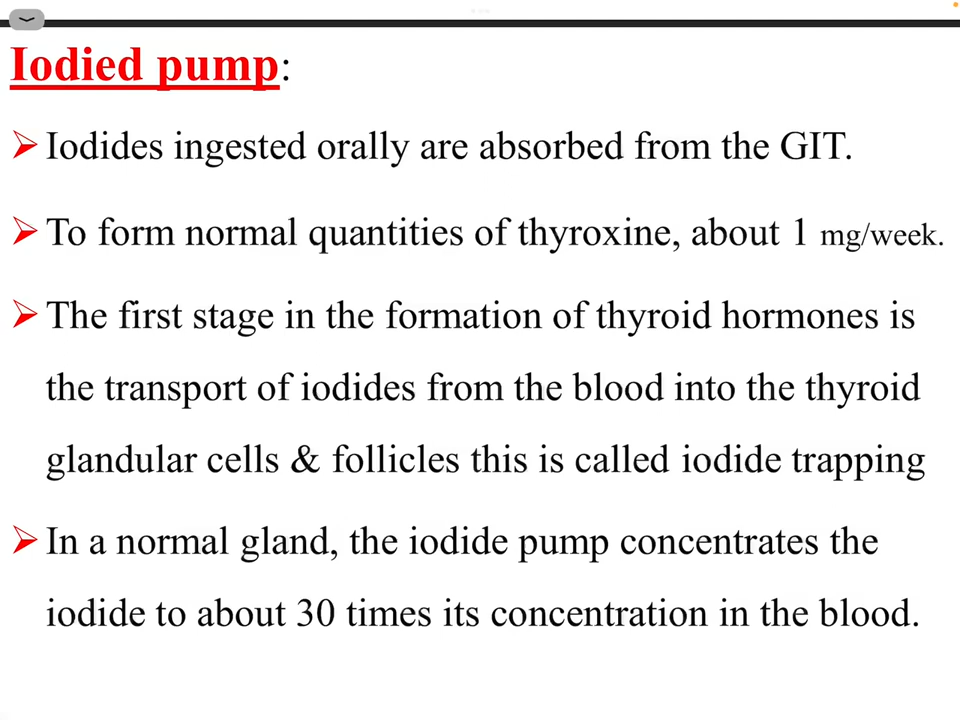 Iodied pump:
➢ Iodides ingested orally are absorbed from the GIT.
➢ To form normal quantities of thyroxine, about 1 mg/week.
➢ The first stage in the formation of thyroid hormones is
the transport of iodides from the blood into the thyroid
glandular cells & follicles this is called iodide trapping
➢ In a normal gland, the iodide pump concentrates the
iodide to about 30 times its concentration in the blood.